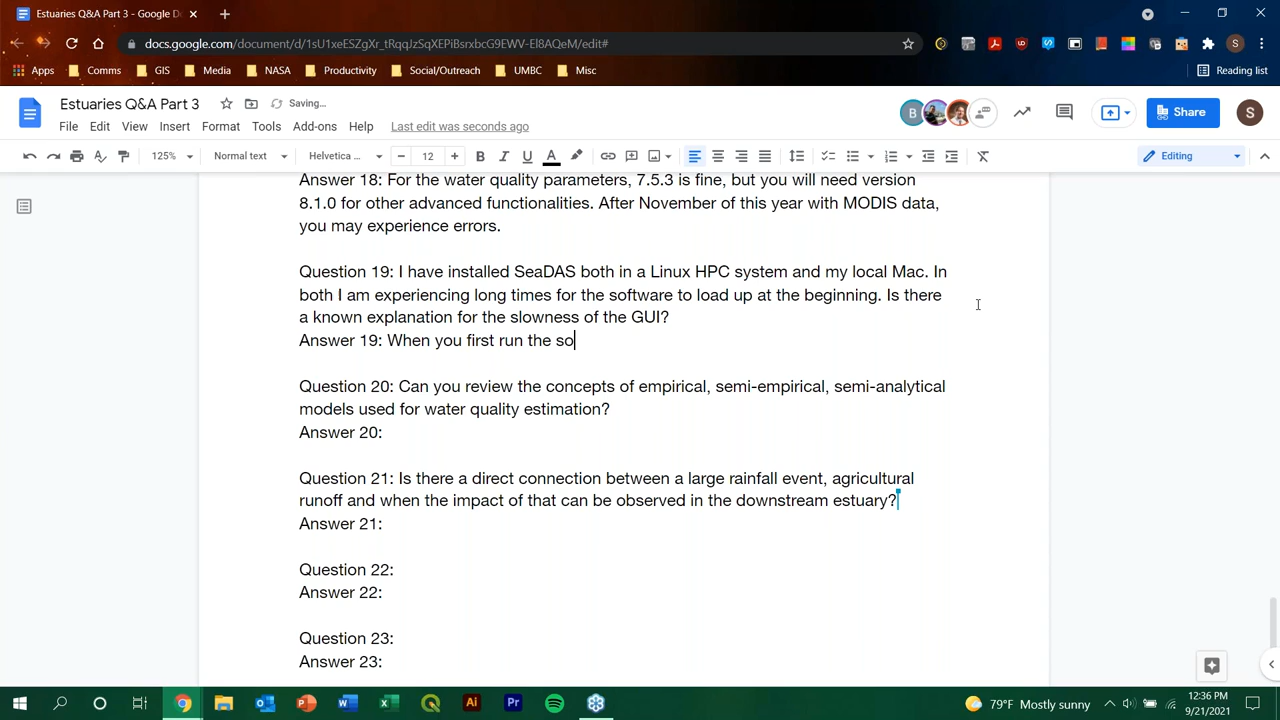 Estuaries Q&A Part 3 - Google D
docs.google.com/document/d/1sU1xeESZgXr_tRqqJzSqXEPiBsrxbcG9EWV-El8AQeM/edit#
Apps Comms GIS Media NASA Productivity Social/Outreach UMBC Misc Reading list
Estuaries Q&A Part 3 Saving...
File Edit View Insert Format Tools Add-ons Help Last edit was seconds ago
Share S
125% Normal text Helvetica ... 12 Editing
Answer 18: For the water quality parameters, 7.5.3 is fine, but you will need version
8.1.0 for other advanced functionalities. After November of this year with MODIS data,
you may experience errors.
Question 19: I have installed SeaDAS both in a Linux HPC system and my local Mac. In
both I am experiencing long times for the software to load up at the beginning. Is there
a known explanation for the slowness of the GUI?
Answer 19: When you first run the so
Question 20: Can you review the concepts of empirical, semi-empirical, semi-analytical
models used for water quality estimation?
Answer 20:
Question 21: Is there a direct connection between a large rainfall event, agricultural
runoff and when the impact of that can be observed in the downstream estuary?
Answer 21:
Question 22:
Answer 22:
Question 23:
Answer 23:
79°F Mostly sunny
12:36 PM
9/21/2021